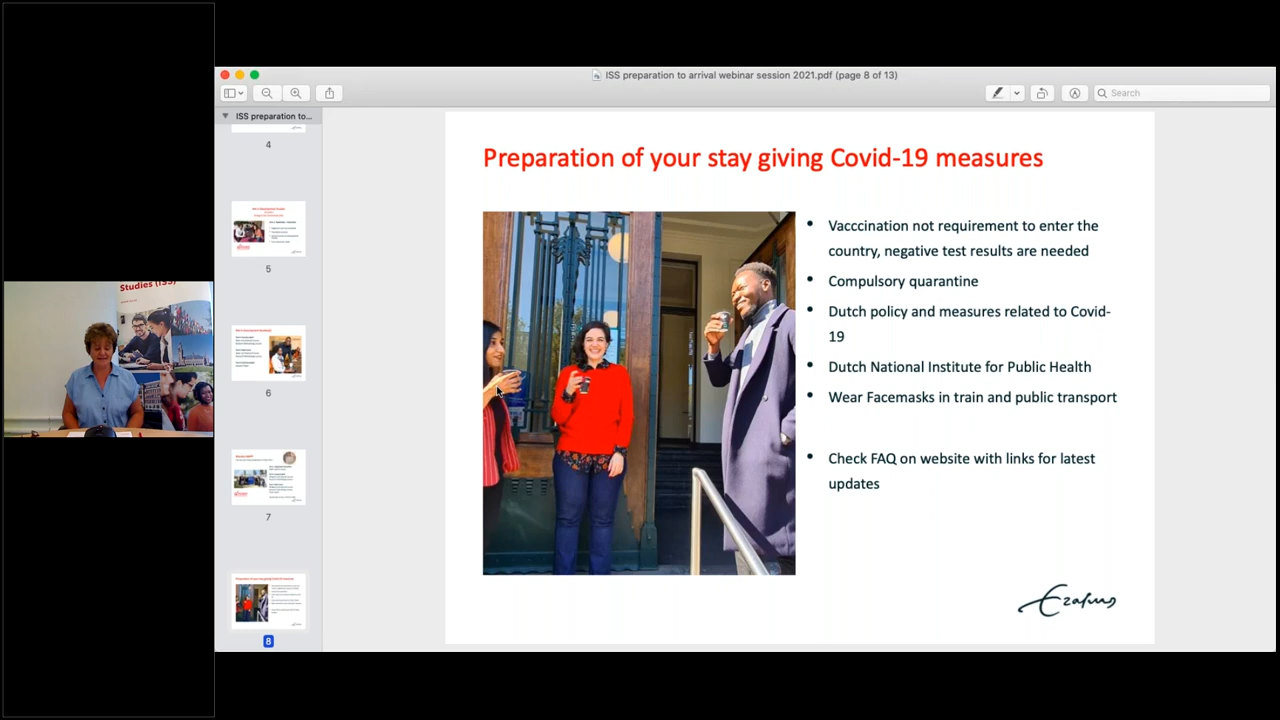 ISS preparation to arrival webinar session 2021.pdf (page 8 of 13)
Search
ISS preparation to...
4
5
6
7
8
Studies (ISS)
Preparation of your stay giving Covid-19 measures
• Vacccination not requirement to enter the
country, negative test results are needed
• Compulsory quarantine
• Dutch policy and measures related to Covid-
19
• Dutch National Institute for Public Health
• Wear Facemasks in train and public transport
• Check FAQ on website with links for latest
updates
Erasmus